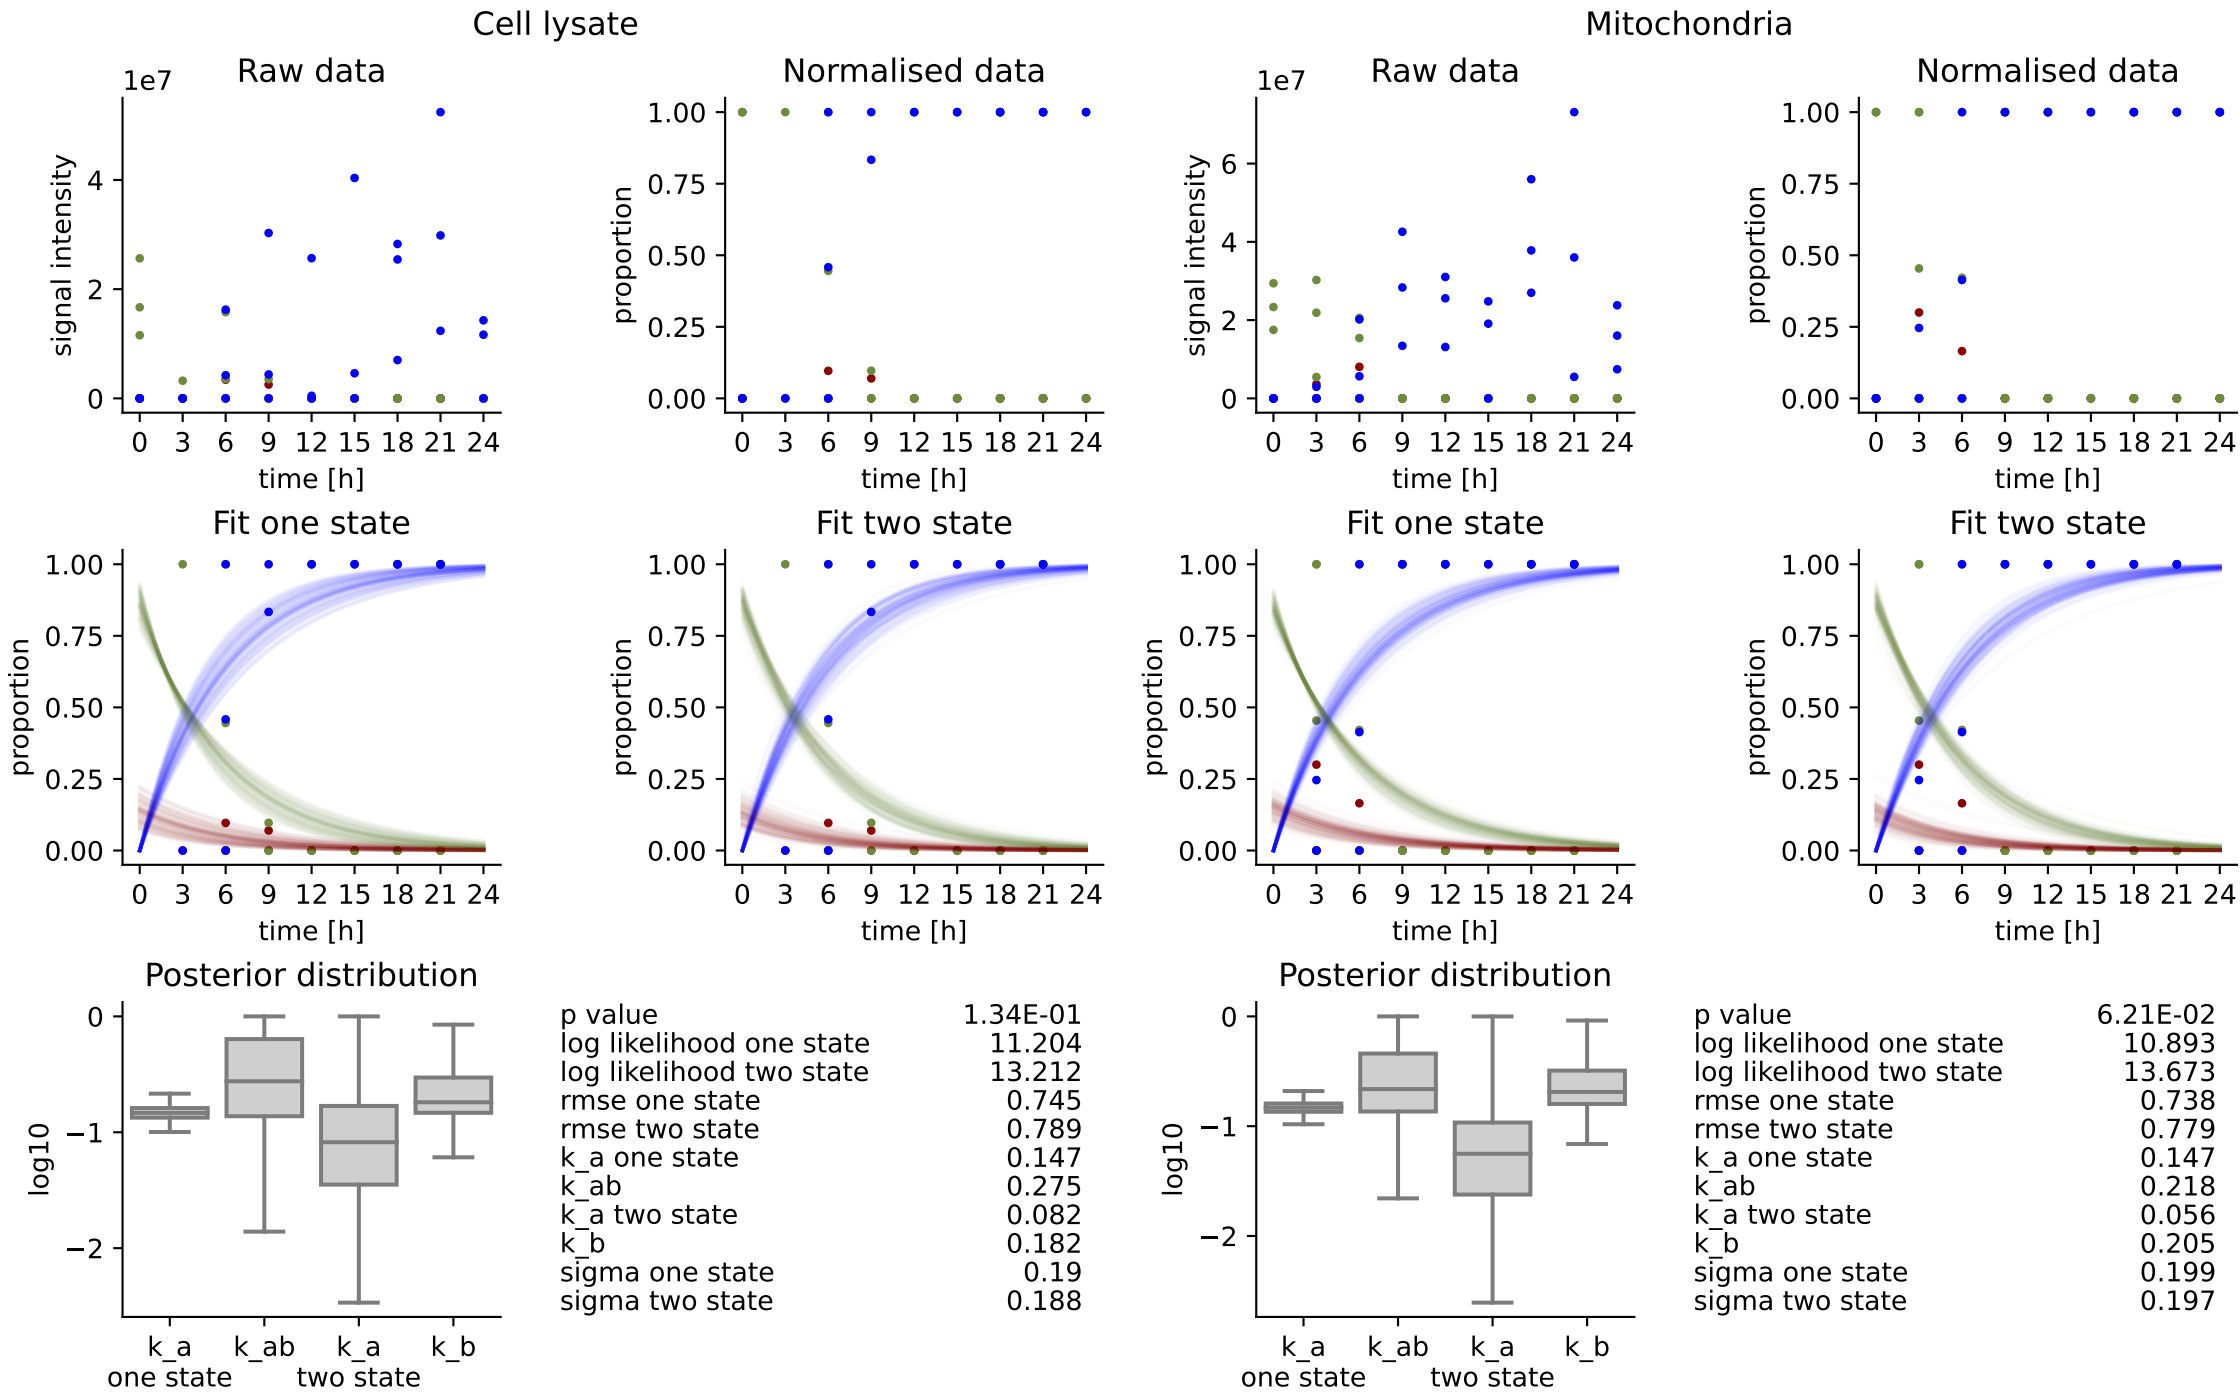 Cell lysate
Mitochondria
Raw data
Normalised data
Raw data
Normalised data
1e7
signal intensity
4
2
0
0 3 6 9 12 15 18 21 24
time [h]
proportion
1.00
0.75
0.50
0.25
0.00
0 3 6 9 12 15 18 21 24
time [h]
1e7
signal intensity
6
4
2
0
0 3 6 9 12 15 18 21 24
time [h]
proportion
1.00
0.75
0.50
0.25
0.00
0 3 6 9 12 15 18 21 24
time [h]
Fit one state
proportion
1.00
0.75
0.50
0.25
0.00
0 3 6 9 12 15 18 21 24
time [h]
Fit two state
proportion
1.00
0.75
0.50
0.25
0.00
0 3 6 9 12 15 18 21 24
time [h]
Fit one state
proportion
1.00
0.75
0.50
0.25
0.00
0 3 6 9 12 15 18 21 24
time [h]
Fit two state
proportion
1.00
0.75
0.50
0.25
0.00
0 3 6 9 12 15 18 21 24
time [h]
Posterior distribution
log10
0
−1
−2
k_a k_ab k_a k_b
one state two state
p value 1.34E-01
log likelihood one state 11.204
log likelihood two state 13.212
rmse one state 0.745
rmse two state 0.789
k_a one state 0.147
k_ab 0.275
k_a two state 0.082
k_b 0.182
sigma one state 0.19
sigma two state 0.188
Posterior distribution
log10
0
−1
−2
k_a k_ab k_a k_b
one state two state
p value 6.21E-02
log likelihood one state 10.893
log likelihood two state 13.673
rmse one state 0.738
rmse two state 0.779
k_a one state 0.147
k_ab 0.218
k_a two state 0.056
k_b 0.205
sigma one state 0.199
sigma two state 0.197